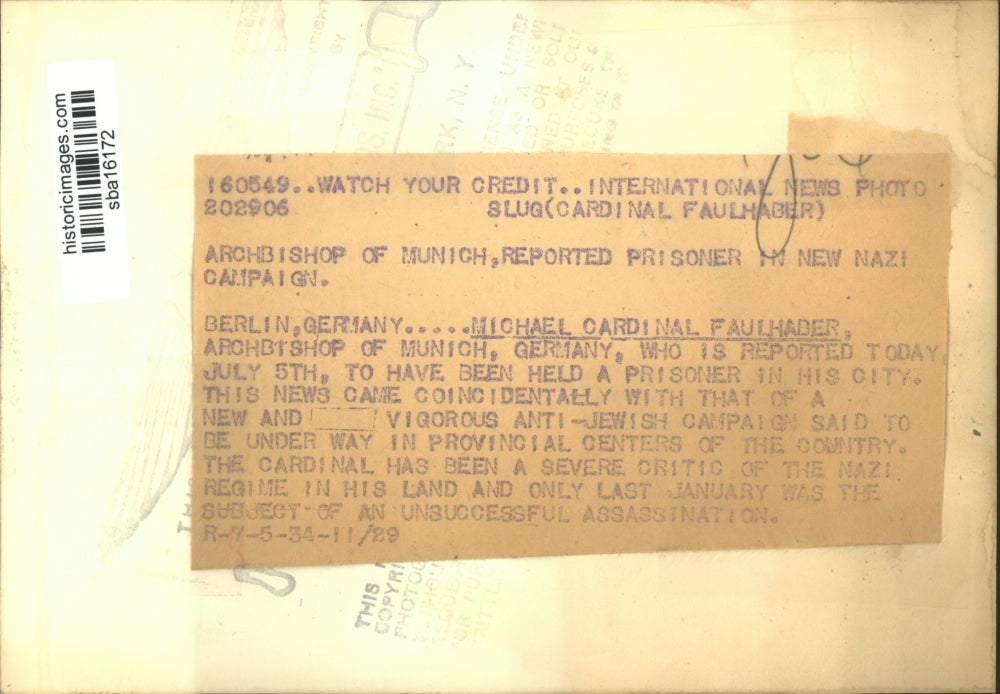 historicimages.com
sba16172
160549..WATCH YOUR CREDIT..INTERNATIONAL NEWS PHOTO
202906 SLUG(CARDINAL FAULHABER)
ARCHBISHOP OF MUNICH,REPORTED PRISONER IN NEW NAZI
CAMPAIGN.
BERLIN,GERMANY.....MICHAEL CARDINAL FAULHABER,
ARCHBISHOP OF MUNICH, GERMANY, WHO IS REPORTED TODAY,
JULY 5TH, TO HAVE BEEN HELD A PRISONER IN HIS CITY.
THIS NEWS CAME COINCIDENTALLY WITH THAT OF A
NEW AND VIGOROUS ANTI-JEWISH CAMPAIGN SAID TO
BE UNDER WAY IN PROVINCIAL CENTERS OF THE COMNTRY.
THE CARDINAL HAS BEEN A SEVERE CRITIC OF THE NAZI
REGIME IN HIS LAND AND ONLY LAST JANUARY WAS THE
SUBJECT OF AN UNSUCCESSFUL ASSASSINATION.
R-7-5-34-11/29
THIS